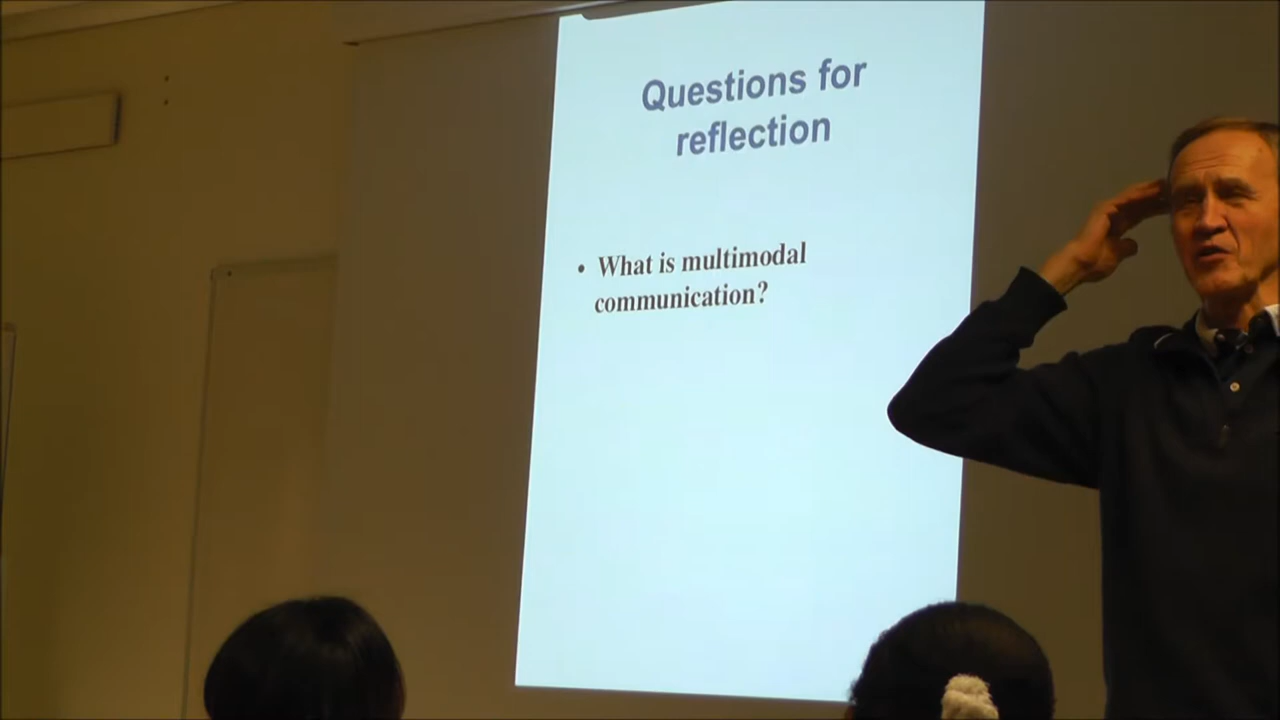 Questions for
reflection
• What is multimodal
communication?